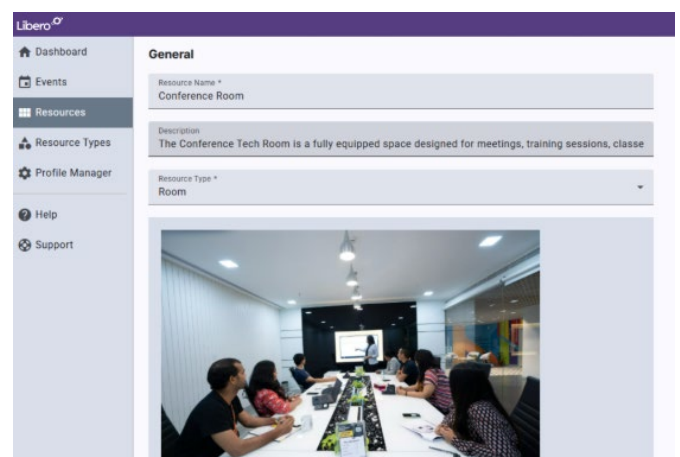 Libero
Dashboard
Events
Resources
Resource Types
Profile Manager
Help
Support
General
Resource Name *
Conference Room
Description
The Conference Tech Room is a fully equipped space designed for meetings, training sessions, classe
Resource Type *
Room